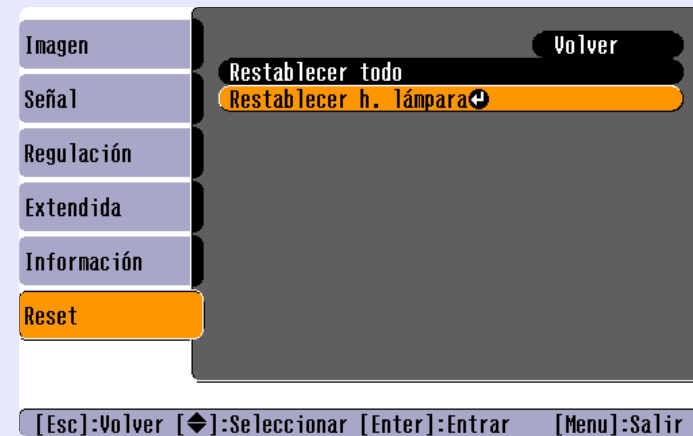 Imagen
Señal
Regulación
Extendida
Información
Reset
Volver
Restablecer todo
Restablecer h. lámpara
[Esc]:Volver [◆]:Seleccionar [Enter]:Entrar [Menu]:Salir